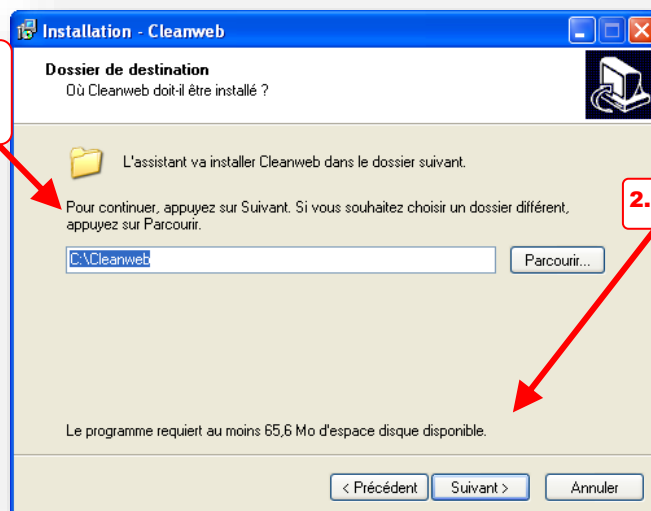 Installation - Cleanweb
Dossier de destination
Où Cleanweb doit-il être installé ?
L'assistant va installer Cleanweb dans le dossier suivant.
Pour continuer, appuyez sur Suivant. Si vous souhaitez choisir un dossier différent,
appuyez sur Parcourir.
2.
C:\Cleanweb
Parcourir...
Le programme requiert au moins 65,6 Mo d'espace disque disponible.
< Précédent
Suivant >
Annuler